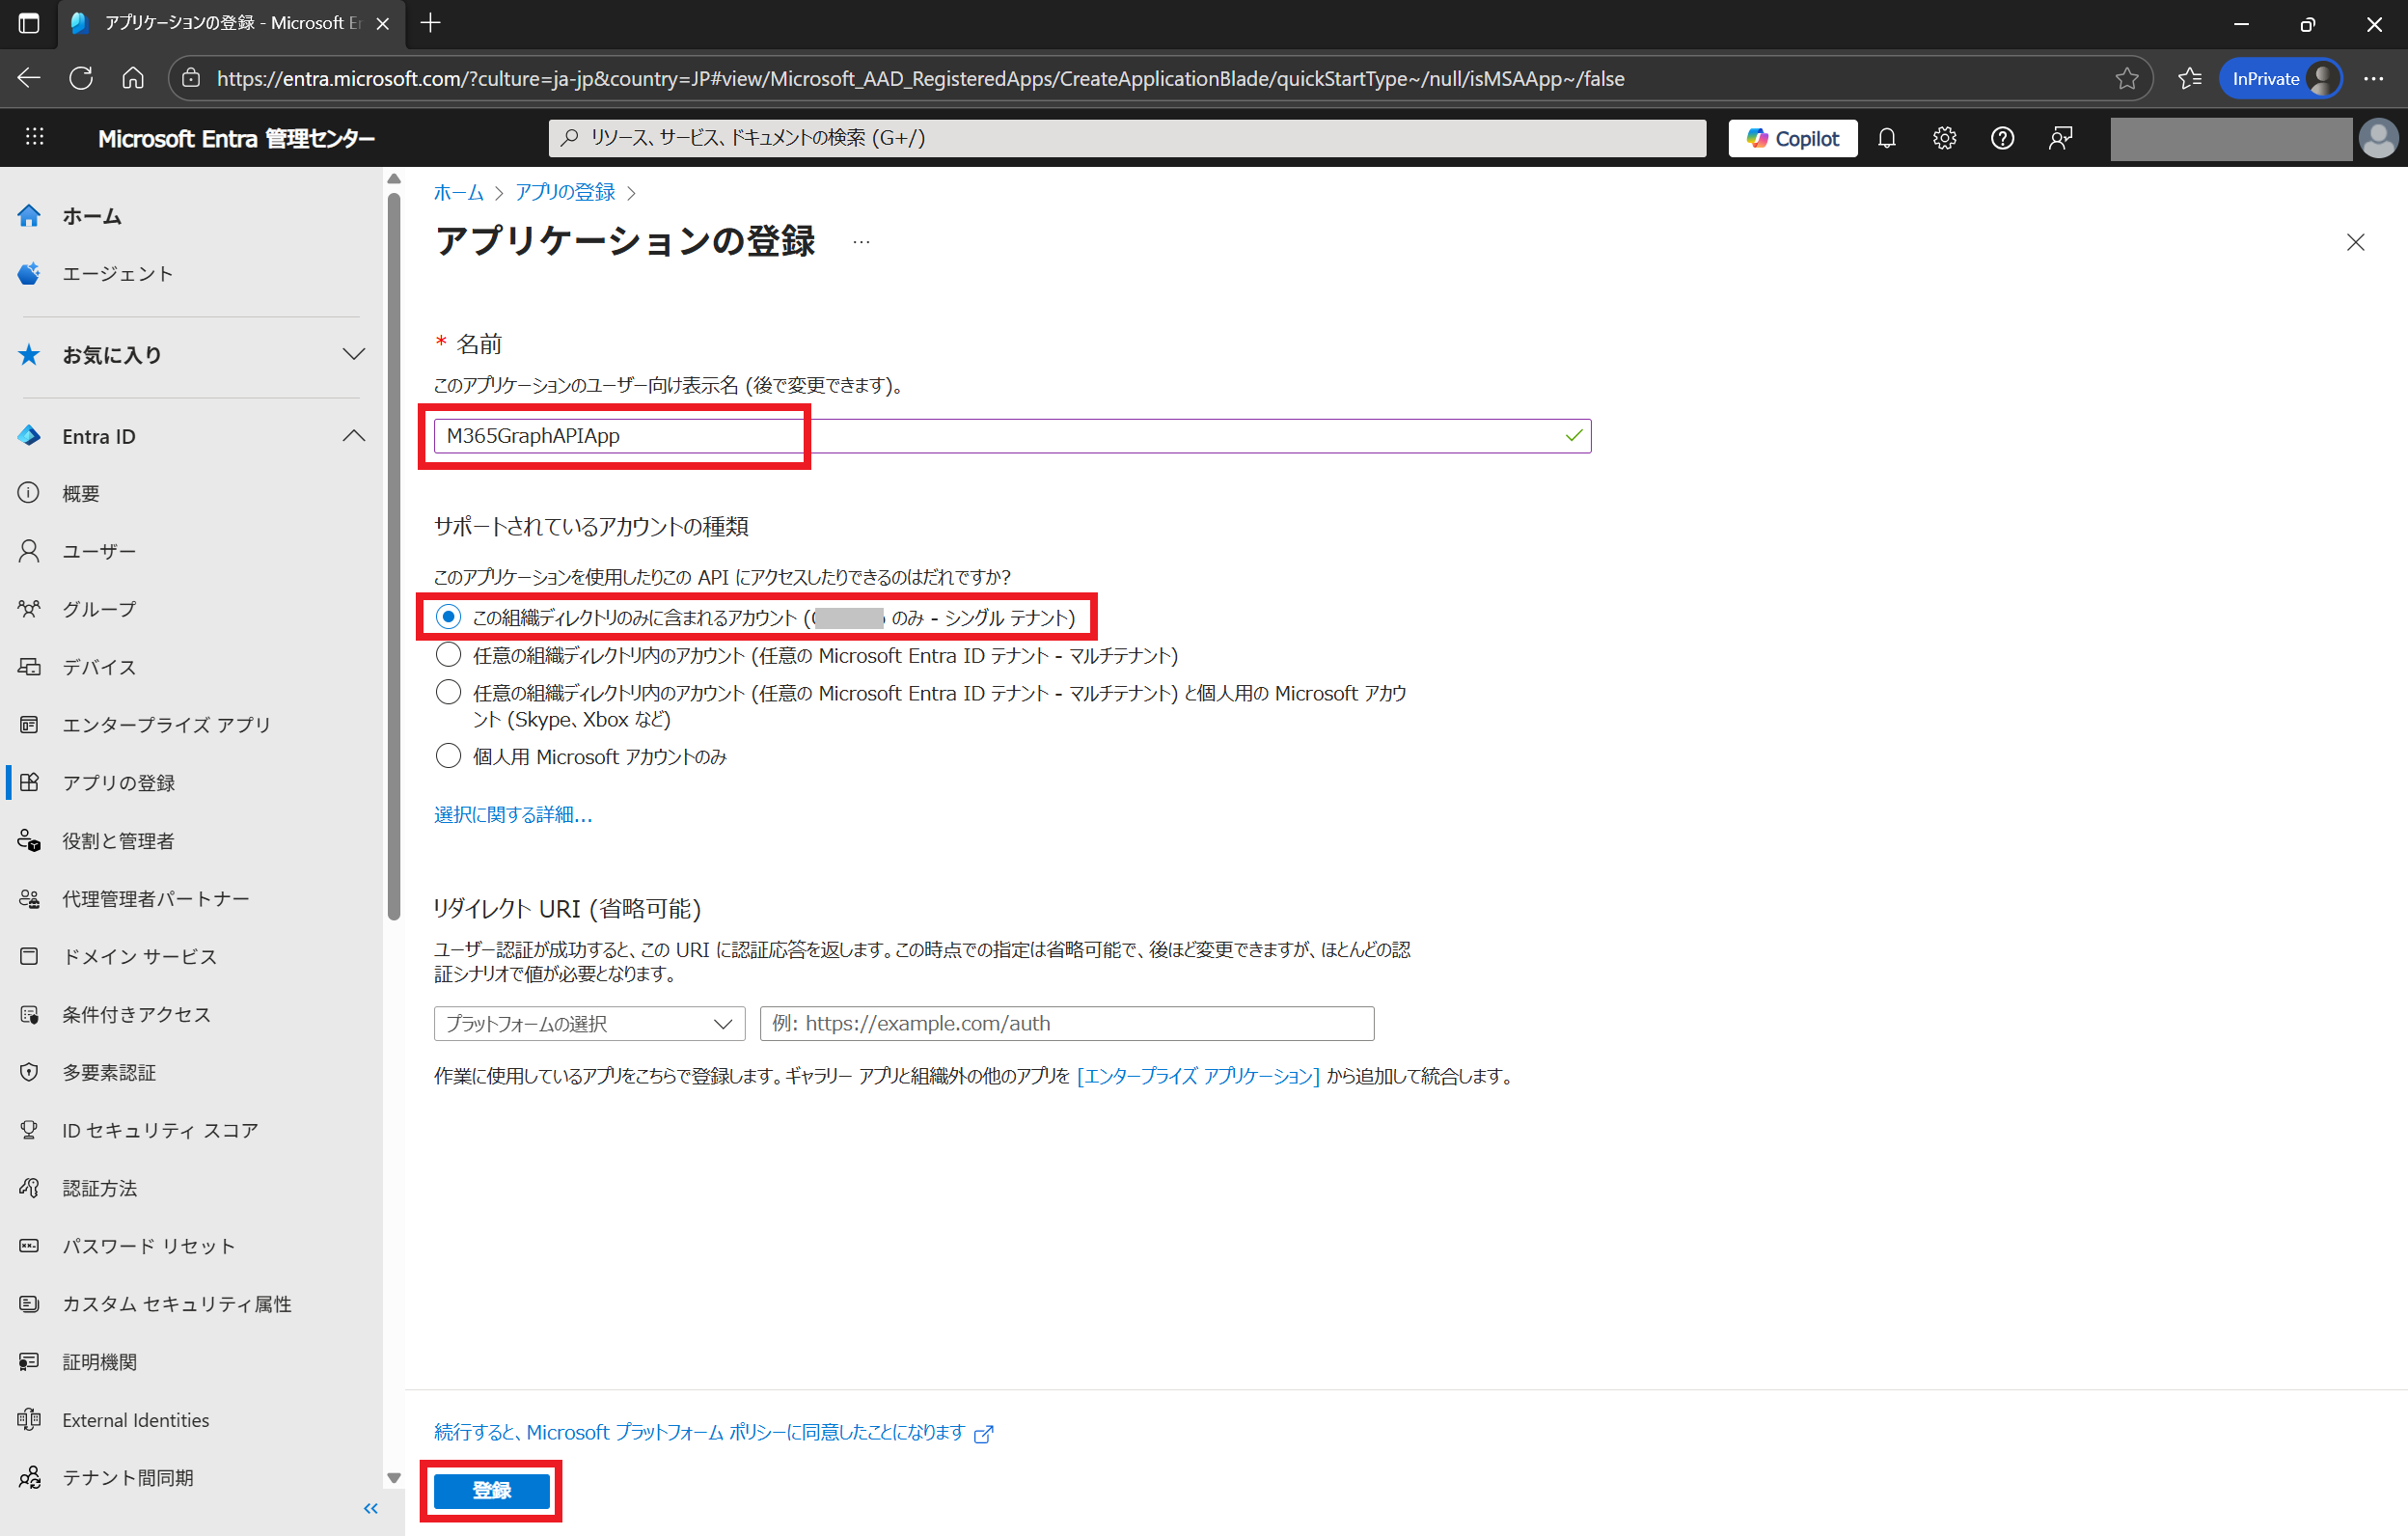 アプリケーションの登録 - Microsoft En
https://entra.microsoft.com/?culture=ja-jp&country=JP#view/Microsoft_AAD_RegisteredApps/CreateApplicationBlade/quickStartType~/null/isMSAApp~/false
InPrivate
Microsoft Entra 管理センター
リソース、サービス、ドキュメントの検索 (G+/)
Copilot
ホーム
エージェント
お気に入り
Entra ID
概要
ユーザー
グループ
デバイス
エンタープライズ アプリ
アプリの登録
役割と管理者
代理管理者パートナー
ドメイン サービス
条件付きアクセス
多要素認証
ID セキュリティ スコア
認証方法
パスワード リセット
カスタム セキュリティ属性
証明機関
External Identities
テナント間同期
ホーム > アプリの登録 >
アプリケーションの登録 …
* 名前
このアプリケーションのユーザー向け表示名 (後で変更できます)。
M365GraphAPIApp
サポートされているアカウントの種類
このアプリケーションを使用したりこの API にアクセスしたりできるのはだれですか?
この組織ディレクトリのみに含まれるアカウント ( のみ - シングル テナント)
任意の組織ディレクトリ内のアカウント (任意の Microsoft Entra ID テナント - マルチテナント)
任意の組織ディレクトリ内のアカウント (任意の Microsoft Entra ID テナント - マルチテナント) と個人用の Microsoft アカウ
ント (Skype、Xbox など)
個人用 Microsoft アカウントのみ
選択に関する詳細...
リダイレクト URI (省略可能)
ユーザー認証が成功すると、この URI に認証応答を返します。この時点での指定は省略可能で、後ほど変更できますが、ほとんどの認
証シナリオで値が必要となります。
プラットフォームの選択
例: https://example.com/auth
作業に使用しているアプリをこちらで登録します。ギャラリー アプリと組織外の他のアプリを [エンタープライズ アプリケーション] から追加して統合します。
続行すると、Microsoft プラットフォーム ポリシーに同意したことになります
登録